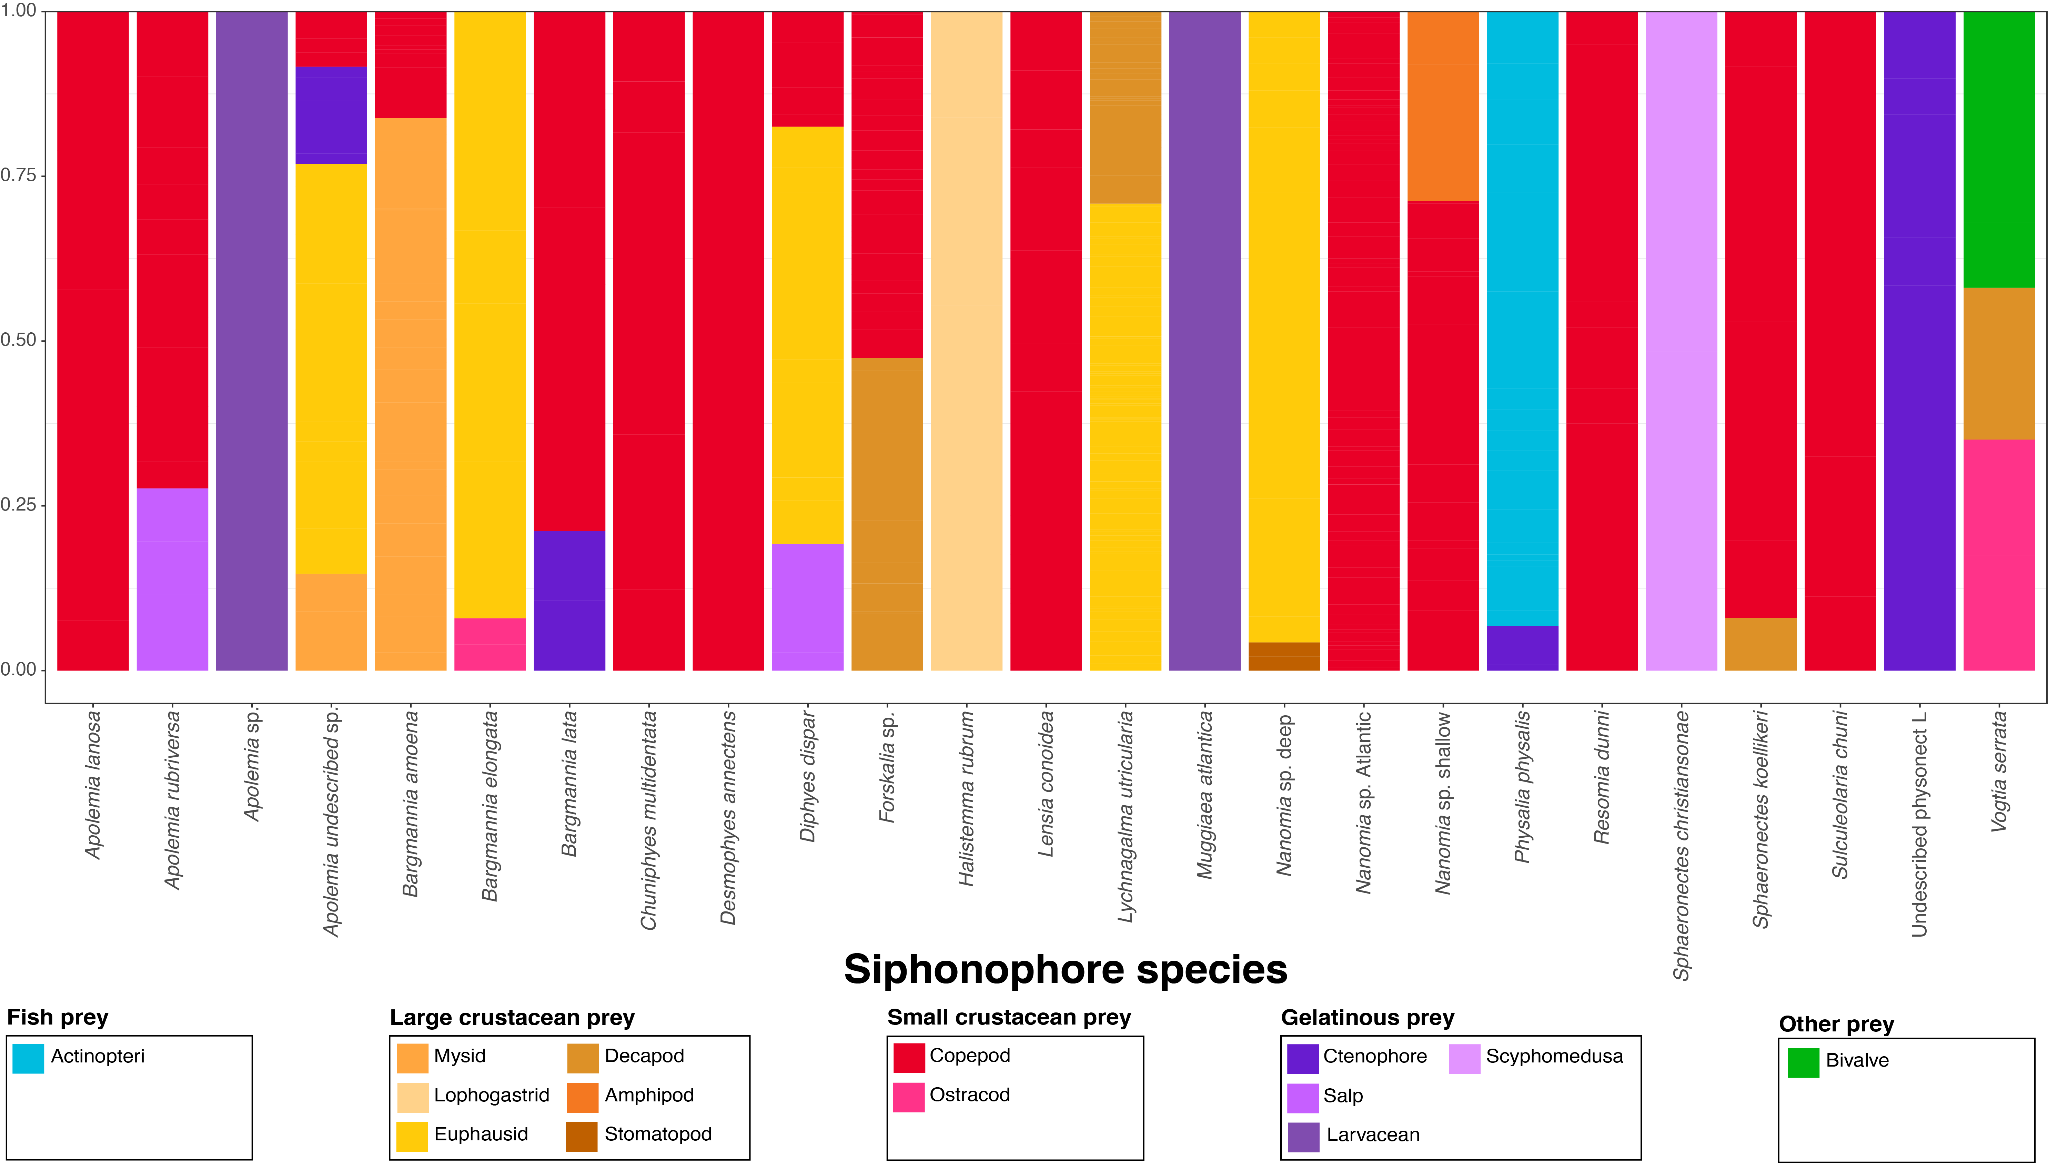 1.00
0.75
0.50
0.25
0.00
Apolemia lanosa
Apolemia rubriversa
Apolemia sp.
Apolemia undescribed sp.
Bargmannia amoena
Bargmannia elongata
Bargmannia lata
Chuniphyes multidentata
Desmophyes annectens
Diphyes dispar
Forskalia sp.
Halistemma rubrum
Lensia conoidea
Lychnagalma utricularia
Muggiaea atlantica
Nanomia sp. deep
Nanomia sp. Atlantic
Nanomia sp. shallow
Physalia physalis
Resomia dunni
Sphaeronectes christiansonae
Sphaeronectes koellikeri
Sulculeolaria chuni
Undescribed physonect L
Vogtia serrata
Siphonophore species
Fish prey
Actinopteri
Large crustacean prey
Mysid
Decapod
Lophogastrid
Amphipod
Euphausid
Stomatopod
Small crustacean prey
Copepod
Ostracod
Gelatinous prey
Ctenophore
Scyphomedusa
Salp
Larvacean
Other prey
Bivalve